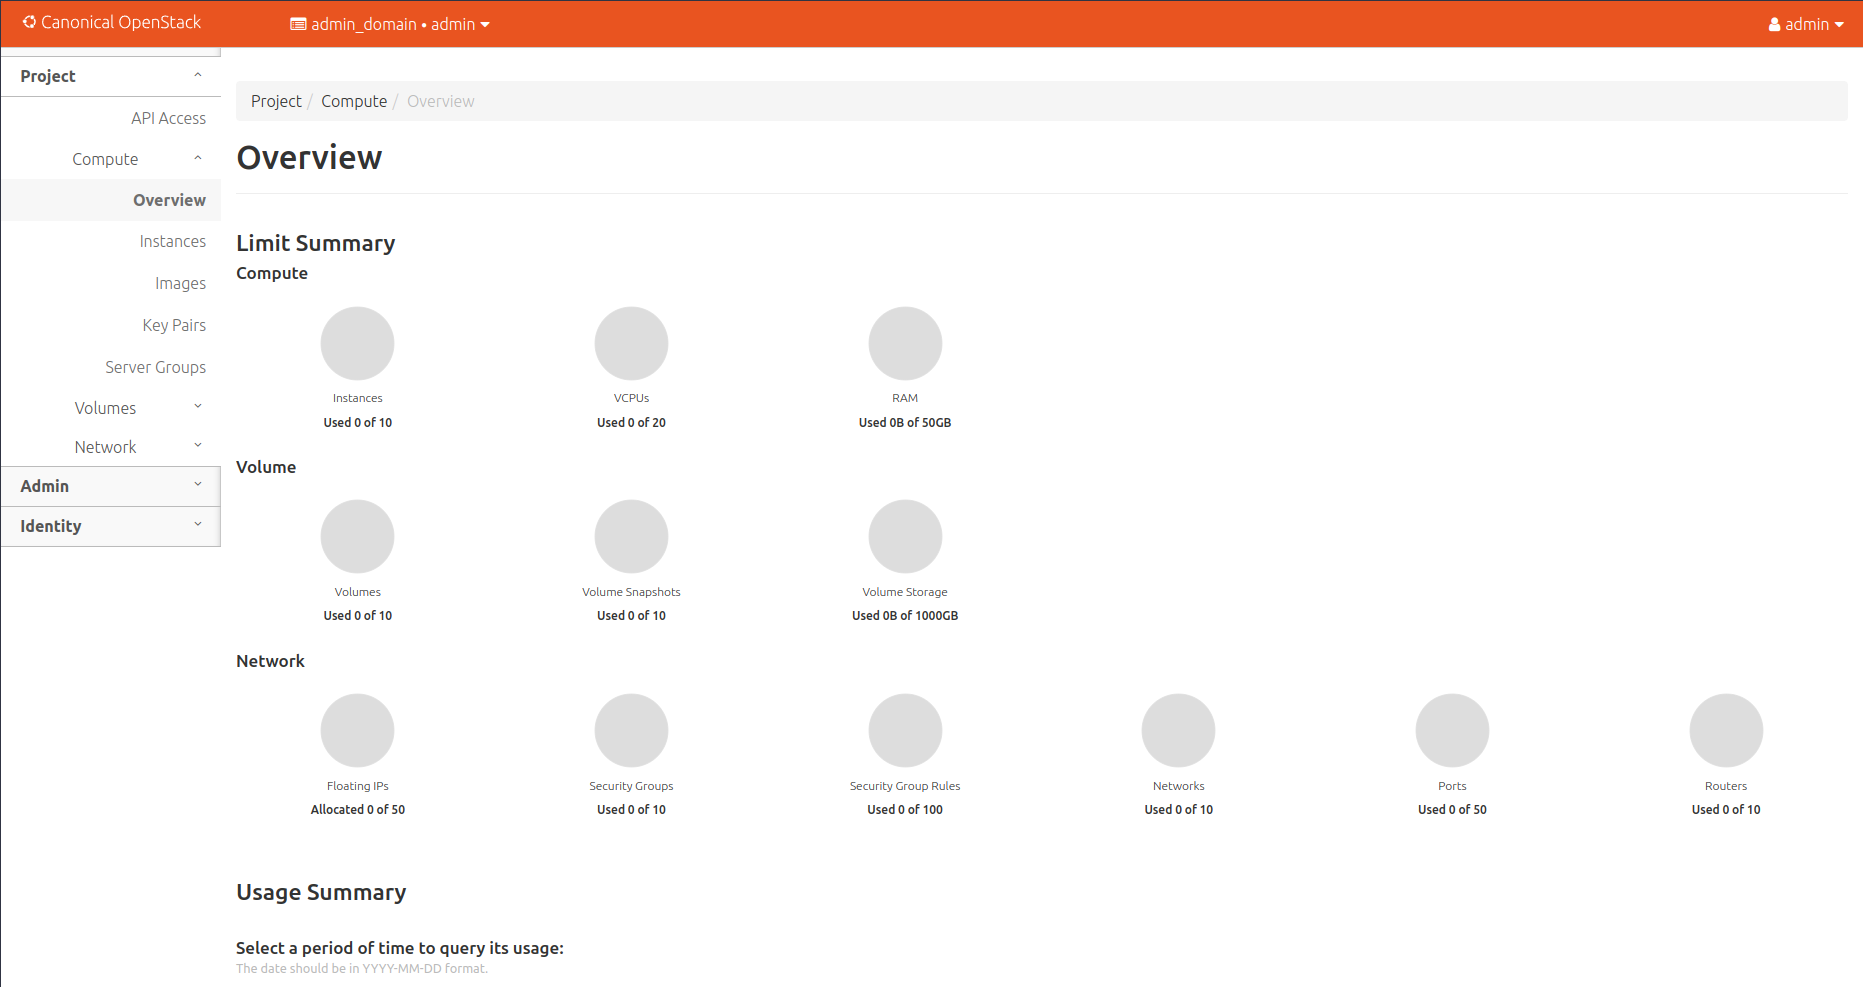 Canonical OpenStack
admin_domain • admin
admin
Project
API Access
Compute
Overview
Instances
Images
Key Pairs
Server Groups
Volumes
Network
Admin
Identity
Project / Compute / Overview
Overview
Limit Summary
Compute
Instances
Used 0 of 10
VCPUs
Used 0 of 20
RAM
Used 0B of 50GB
Volume
Volumes
Used 0 of 10
Volume Snapshots
Used 0 of 10
Volume Storage
Used 0B of 1000GB
Network
Floating IPs
Allocated 0 of 50
Security Groups
Used 0 of 10
Security Group Rules
Used 0 of 100
Networks
Used 0 of 10
Ports
Used 0 of 50
Routers
Used 0 of 10
Usage Summary
Select a period of time to query its usage:
The date should be in YYYY-MM-DD format.